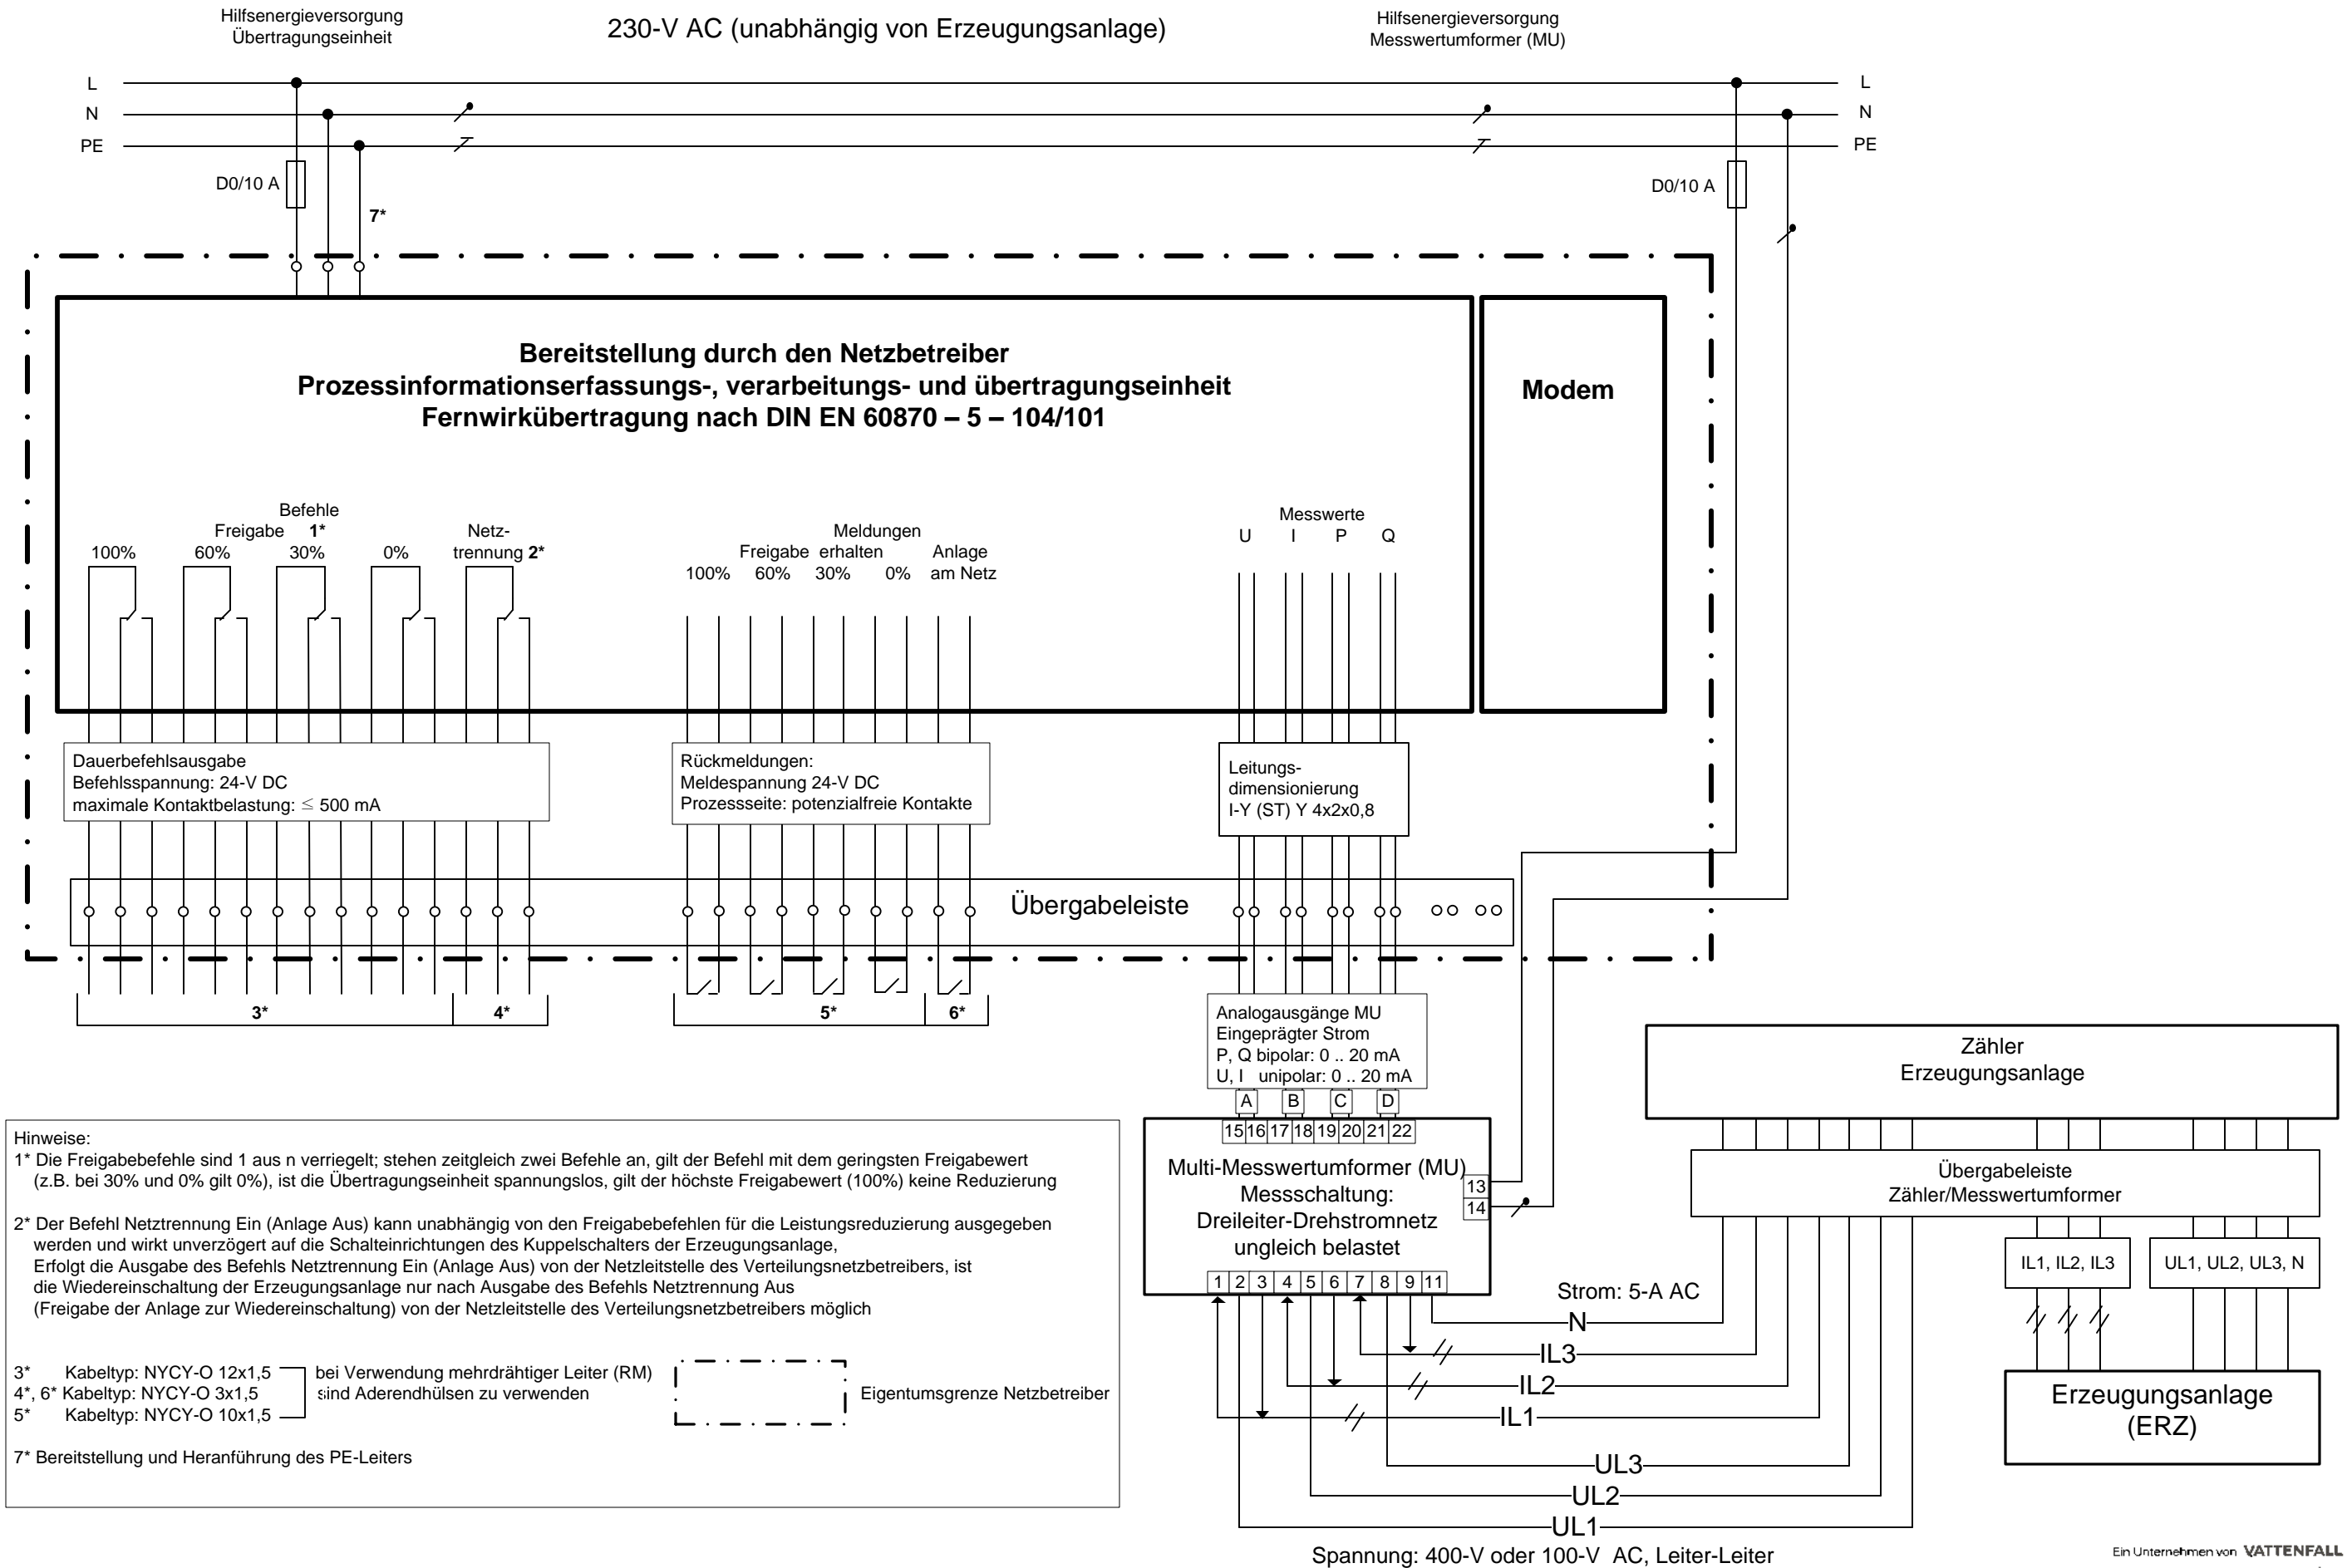 Hilfsenergieversorgung
Übertragungseinheit
230-V AC (unabhängig von Erzeugungsanlage)
Hilfsenergieversorgung
Messwertumformer (MU)
L
L
N
N
PE
PE
D0/10 A
D0/10 A
7*
Bereitstellung durch den Netzbetreiber
Prozessinformationserfassungs-, verarbeitungs- und übertragungseinheit
Fernwirkübertragung nach DIN EN 60870 – 5 – 104/101
Modem
Befehle
Freigabe 1*
100% 60% 30% 0%
Netz-
trennung 2*
Meldungen
Freigabe erhalten
100% 60% 30% 0%
Anlage
am Netz
Messwerte
U I P Q
Dauerbefehlsausgabe
Befehlsspannung: 24-V DC
maximale Kontaktbelastung: ≤ 500 mA
Rückmeldungen:
Meldespannung 24-V DC
Prozessseite: potenzialfreie Kontakte
Leitungs-
dimensionierung
I-Y (ST) Y 4x2x0,8
Übergabeleiste
3* 4* 5* 6*
Analogausgänge MU
Eingeprägter Strom
P, Q bipolar: 0 .. 20 mA
U, I unipolar: 0 .. 20 mA
A B C D
15 16 17 18 19 20 21 22
Multi-Messwertumformer (MU)
Messschaltung:
Dreileiter-Drehstromnetz
ungleich belastet
13
14
1 2 3 4 5 6 7 8 9 11
Zähler
Erzeugungsanlage
Übergabeleiste
Zähler/Messwertumformer
IL1, IL2, IL3
UL1, UL2, UL3, N
Erzeugungsanlage
(ERZ)
Strom: 5-A AC
N
IL3
IL2
IL1
UL3
UL2
UL1
Spannung: 400-V oder 100-V AC, Leiter-Leiter
Hinweise:
1* Die Freigabebefehle sind 1 aus n verriegelt; stehen zeitgleich zwei Befehle an, gilt der Befehl mit dem geringsten Freigabewert
(z.B. bei 30% und 0% gilt 0%), ist die Übertragungseinheit spannungslos, gilt der höchste Freigabewert (100%) keine Reduzierung
2* Der Befehl Netztrennung Ein (Anlage Aus) kann unabhängig von den Freigabebefehlen für die Leistungsreduzierung ausgegeben
werden und wirkt unverzögert auf die Schalteinrichtungen des Kuppelschalters der Erzeugungsanlage,
Erfolgt die Ausgabe des Befehls Netztrennung Ein (Anlage Aus) von der Netzleitstelle des Verteilungsnetzbetreibers, ist
die Wiedereinschaltung der Erzeugungsanlage nur nach Ausgabe des Befehls Netztrennung Aus
(Freigabe der Anlage zur Wiedereinschaltung) von der Netzleitstelle des Verteilungsnetzbetreibers möglich
3* Kabeltyp: NYCY-O 12x1,5
4*, 6* Kabeltyp: NYCY-O 3x1,5
5* Kabeltyp: NYCY-O 10x1,5
bei Verwendung mehrdrähtiger Leiter (RM)
sind Aderendhülsen zu verwenden
Eigentumsgrenze Netzbetreiber
7* Bereitstellung und Heranführung des PE-Leiters
Ein Unternehmen von VATTENFALL